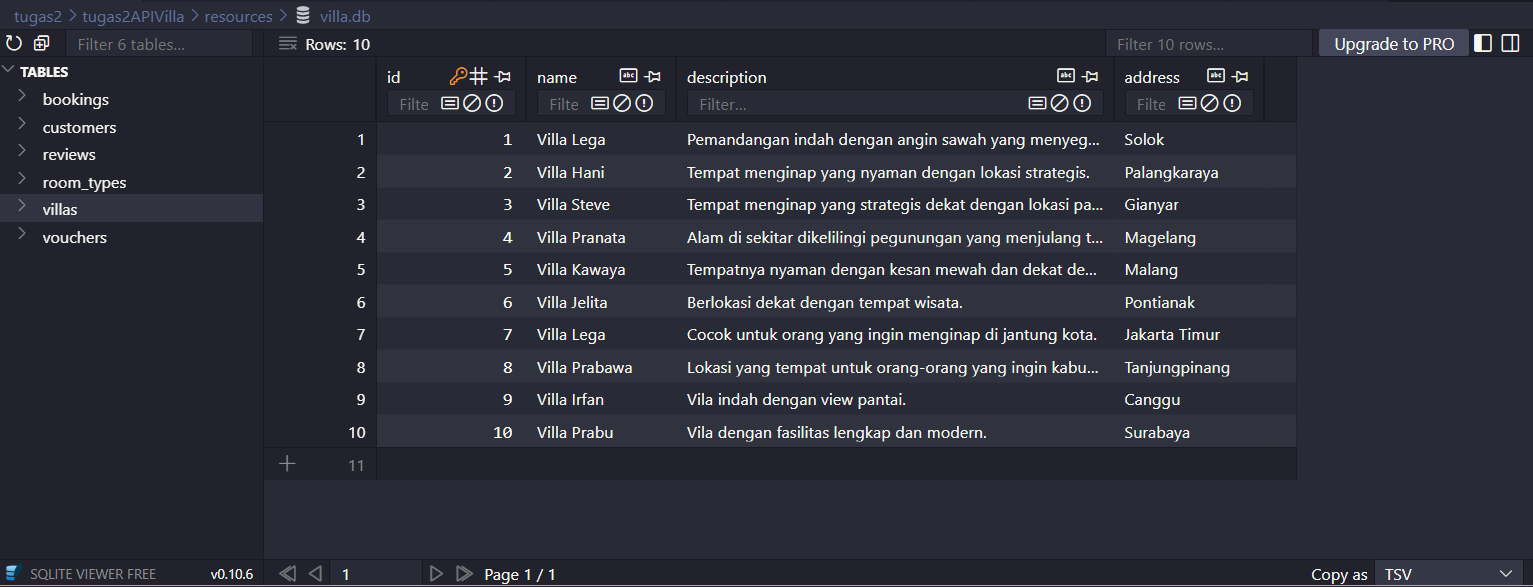 tugas2 > tugas2APIVilla > resources > villa.db
Filter 6 tables...
Rows: 10
Filter 10 rows...
Upgrade to PRO
TABLES
bookings
customers
reviews
room_types
villas
vouchers
id name description address
Filte Filte Filter... Filte
1 1 Villa Lega Pemandangan indah dengan angin sawah yang menyeg... Solok
2 2 Villa Hani Tempat menginap yang nyaman dengan lokasi strategis. Palangkaraya
3 3 Villa Steve Tempat menginap yang strategis dekat dengan lokasi pa... Gianyar
4 4 Villa Pranata Alam di sekitar dikelilingi pegunungan yang menjulang t... Magelang
5 5 Villa Kawaya Tempatnya nyaman dengan kesan mewah dan dekat de... Malang
6 6 Villa Jelita Berlokasi dekat dengan tempat wisata. Pontianak
7 7 Villa Lega Cocok untuk orang yang ingin menginap di jantung kota. Jakarta Timur
8 8 Villa Prabawa Lokasi yang tempat untuk orang-orang yang ingin kabu... Tanjungpinang
9 9 Villa Irfan Vila indah dengan view pantai. Canggu
10 10 Villa Prabu Vila dengan fasilitas lengkap dan modern. Surabaya
11
SQLITE VIEWER FREE v0.10.6
1
Page 1 / 1
Copy as TSV